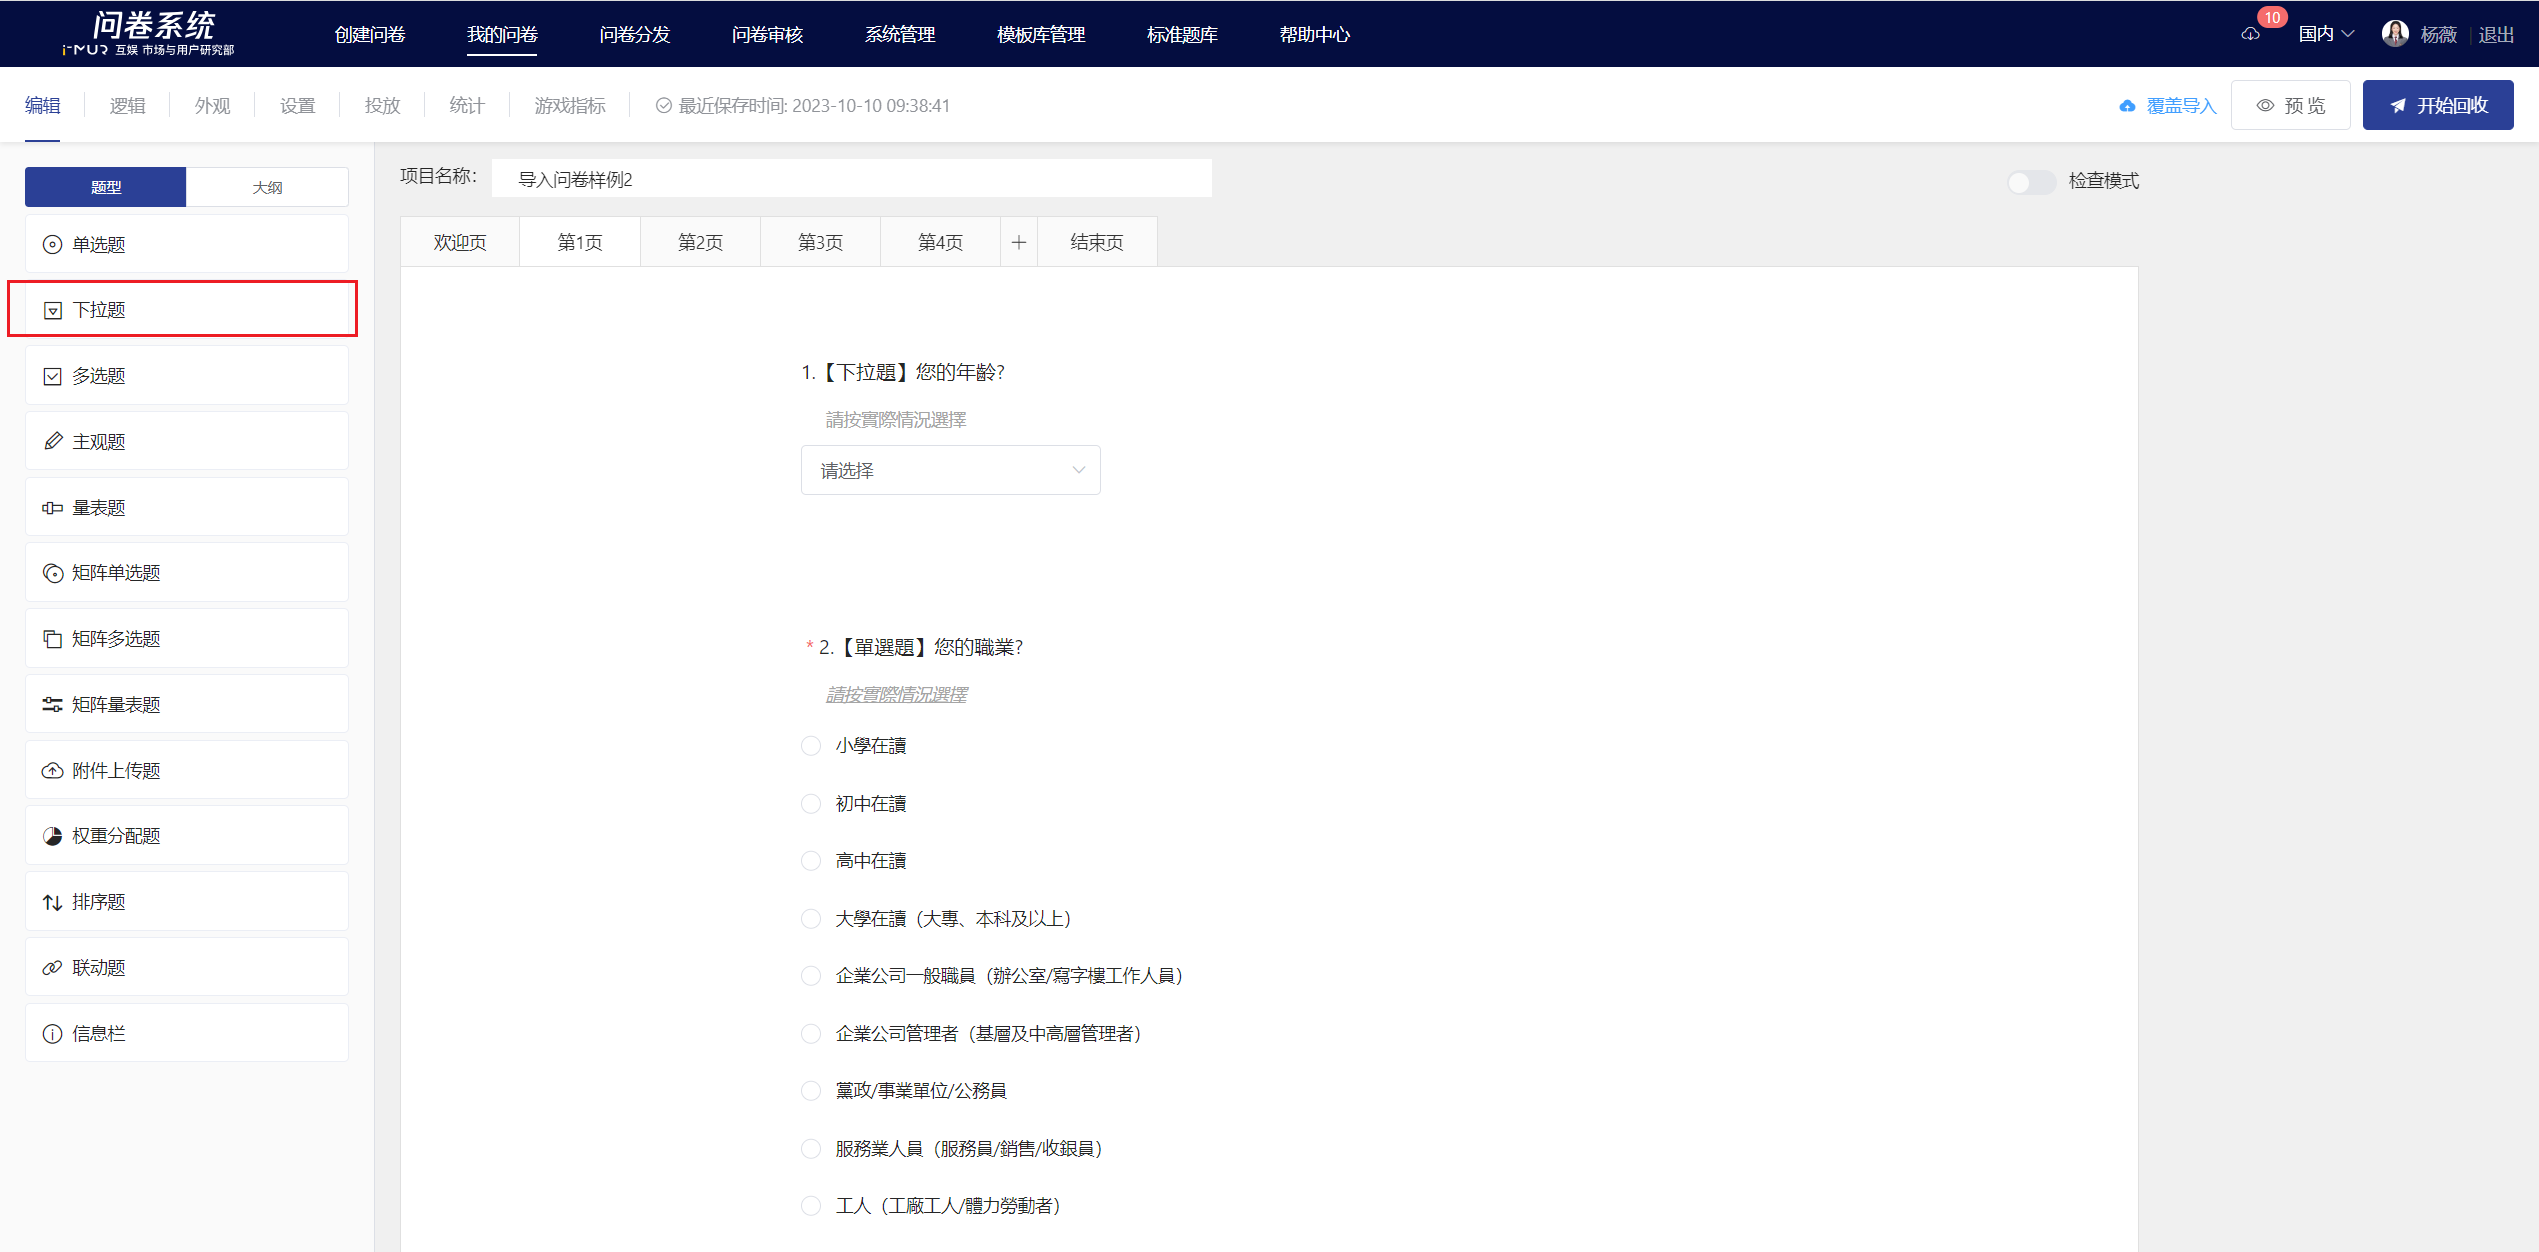 问卷系统
i-MUR 互娱 市场与用户研究部
创建问卷
我的问卷
问卷分发
问卷审核
系统管理
模板库管理
标准题库
帮助中心
10
国内
杨薇
退出
编辑
逻辑
外观
设置
投放
统计
游戏指标
最近保存时间: 2023-10-10 09:38:41
覆盖导入
预 览
开始回收
题型
大纲
单选题
下拉题
多选题
主观题
量表题
矩阵单选题
矩阵多选题
矩阵量表题
附件上传题
权重分配题
排序题
联动题
信息栏
项目名称:
导入问卷样例2
检查模式
欢迎页
第1页
第2页
第3页
第4页
+
结束页
1.【下拉題】您的年齡?
請按實際情況選擇
请选择
* 2.【單選題】您的職業?
請按實際情況選擇
小學在讀
初中在讀
高中在讀
大學在讀（大專、本科及以上）
企業公司一般職員（辦公室/寫字樓工作人員）
企業公司管理者（基層及中高層管理者）
黨政/事業單位/公務員
服務業人員（服務員/銷售/收銀員）
工人（工廠工人/體力勞動者）